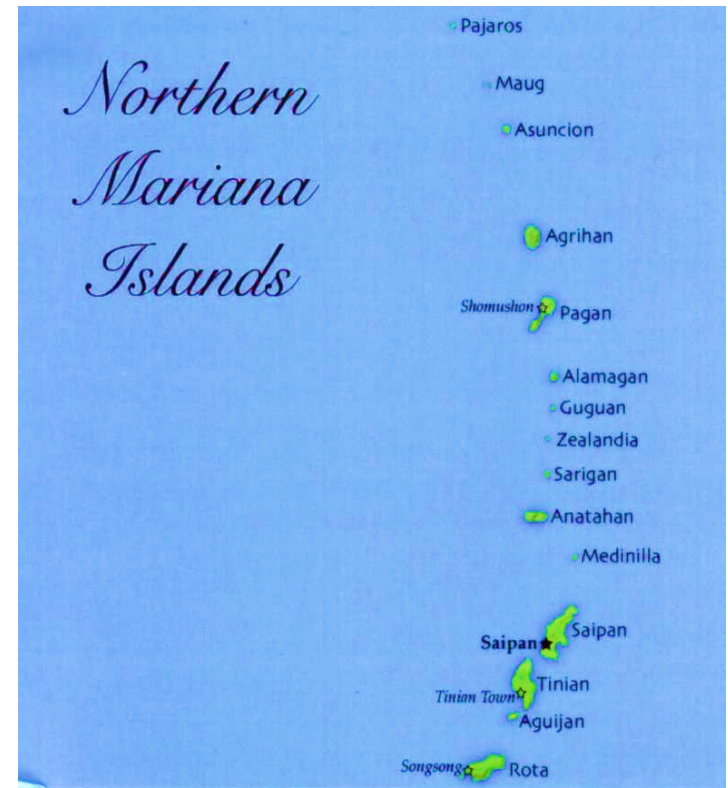 Northern
Mariana
Islands
Pajaros
Maug
Asuncion
Agrihan
Shomushon
Pagan
Alamagan
Guguan
Zealandia
Sarigan
Anatahan
Medinilla
Saipan
Saipan
Tinian
Tinian Town
Aguijan
Songsong
Rota